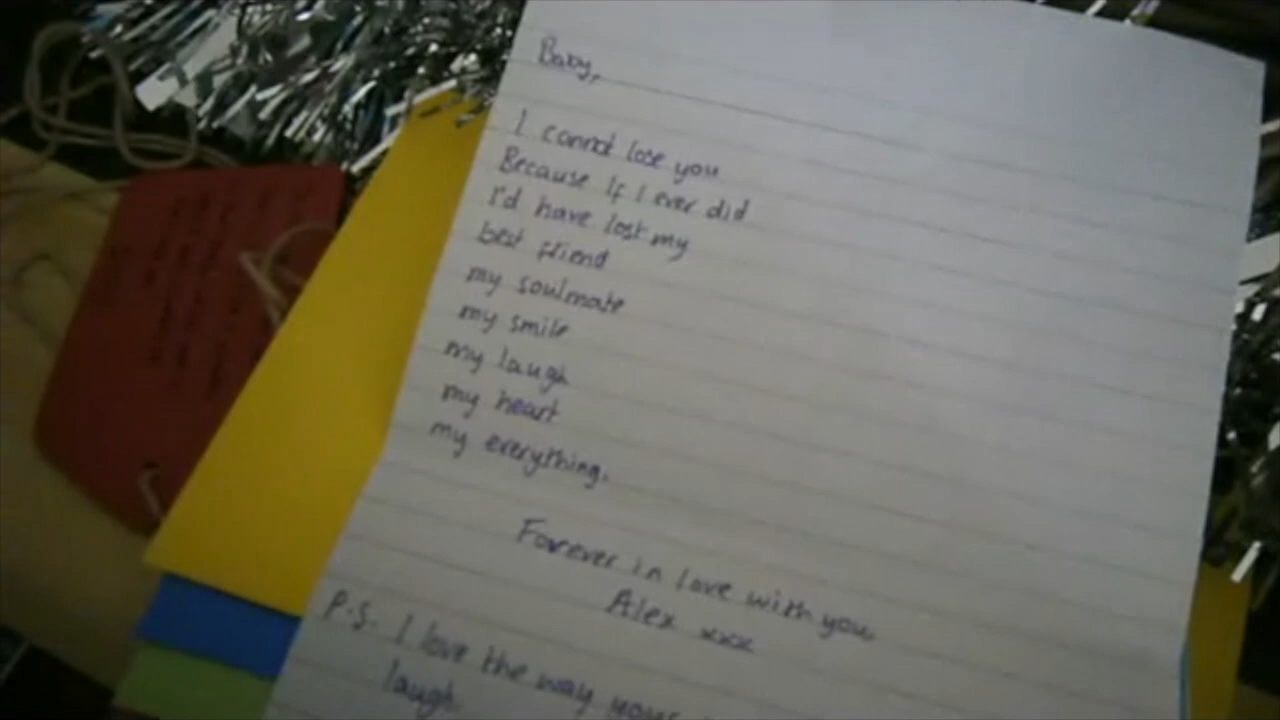 Baby,
I cannot lose you
Because If I ever did
I'd have lost my
best friend
my soulmate
my smile
my laugh
my heart
my everything.
Forever in love with you,
Alex xxx
P.S. I love the way your
laugh